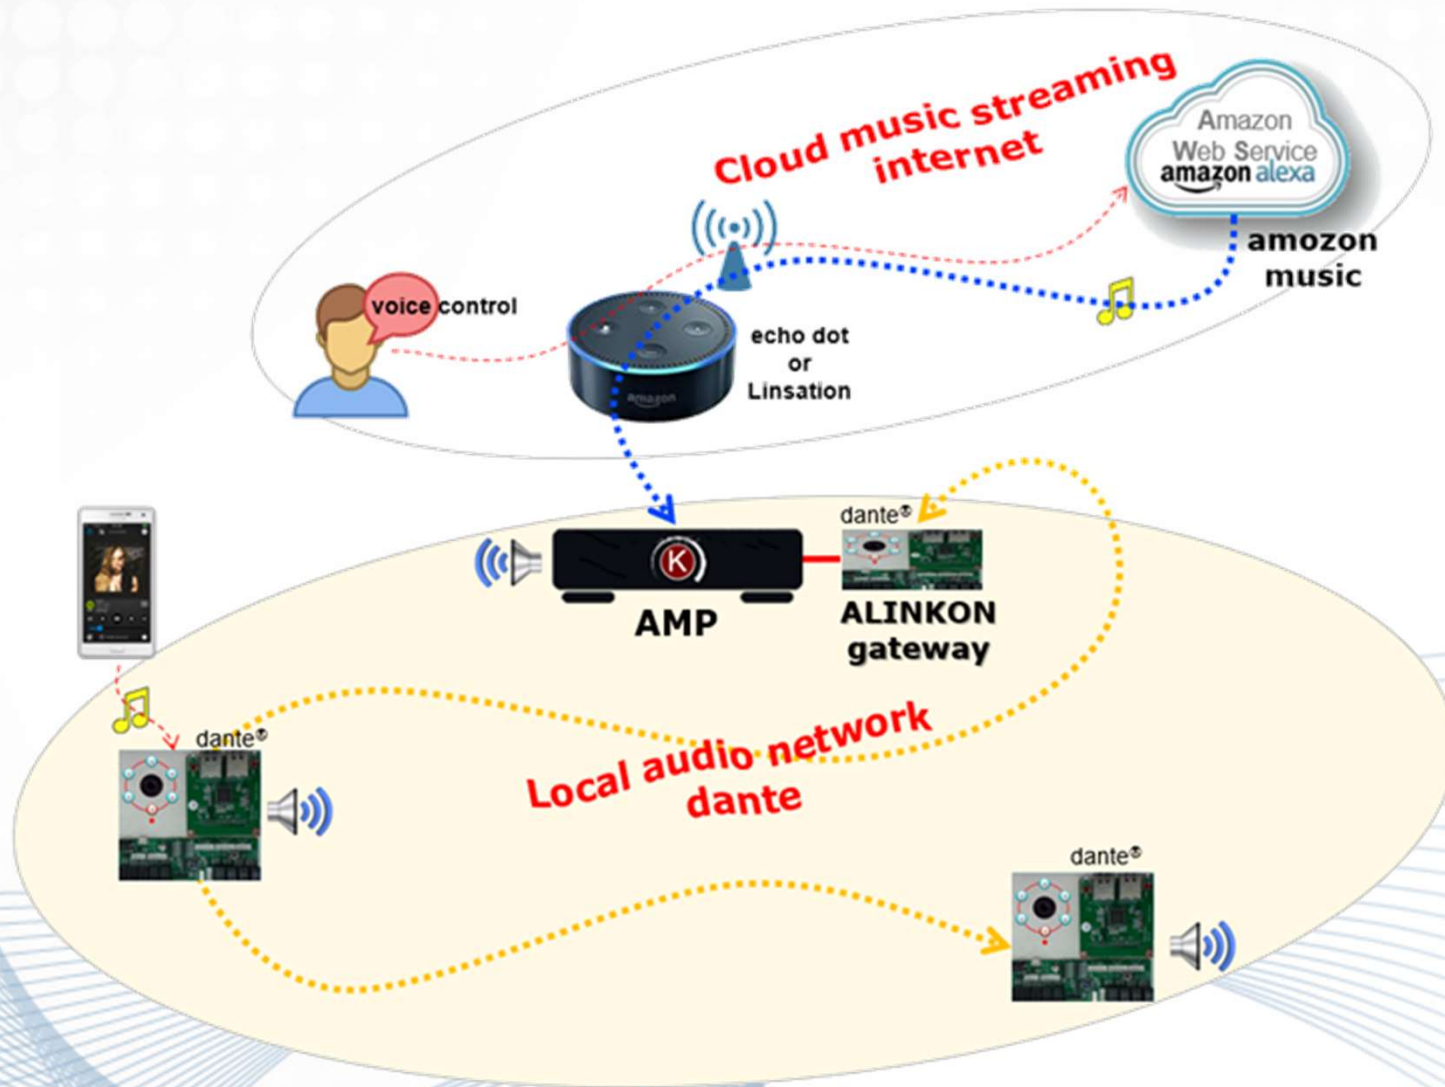 Cloud music streaming
internet
Amazon
Web Service
amazon alexa
amozon
music
voice control
echo dot
or
Linsation
amazon
dante®
K
AMP
ALINKON
gateway
dante®
Local audio network
dante
dante®